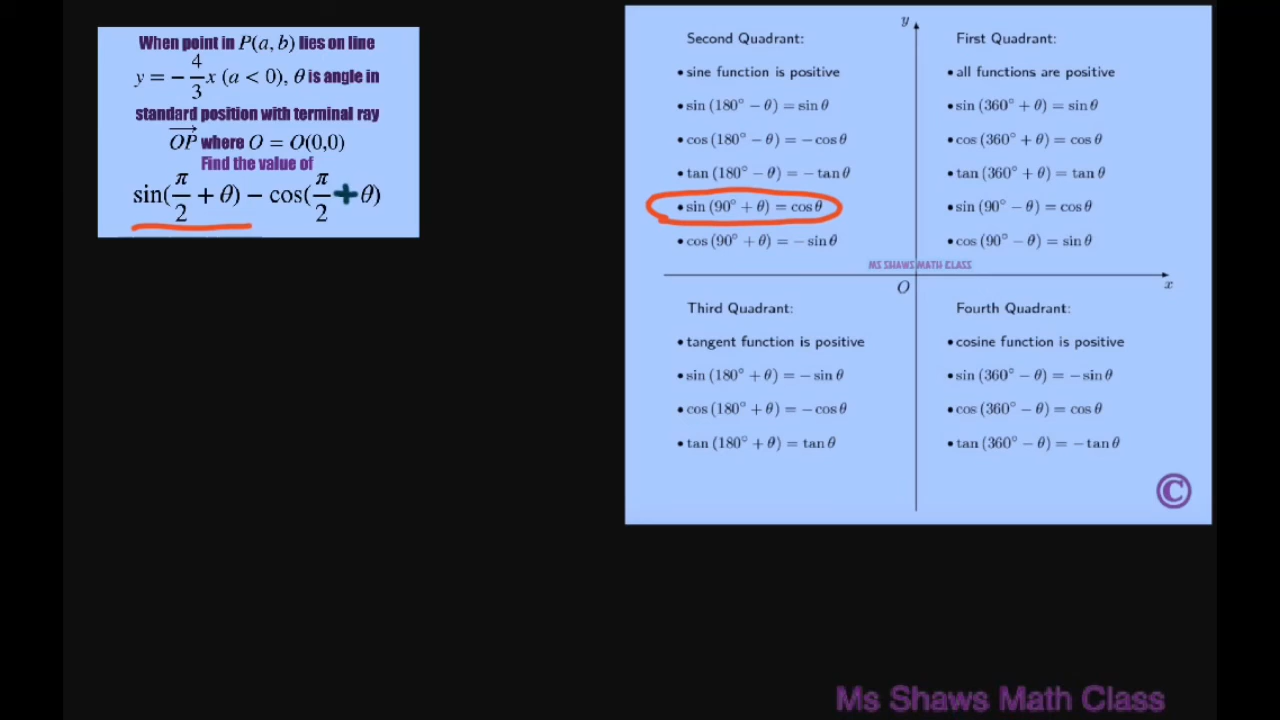 When point in P(a, b) lies on line
y = −4/3 x (a < 0), θ is angle in
standard position with terminal ray
OP where O = O(0,0)
Find the value of
sin(π/2 + θ) − cos(π/2 + θ)
Second Quadrant:
• sine function is positive
• sin (180° − θ) = sin θ
• cos (180° − θ) = − cos θ
• tan (180° − θ) = − tan θ
• sin (90° + θ) = cos θ
• cos (90° + θ) = − sin θ
y
First Quadrant:
• all functions are positive
• sin (360° + θ) = sin θ
• cos (360° + θ) = cos θ
• tan (360° + θ) = tan θ
• sin (90° − θ) = cos θ
• cos (90° − θ) = sin θ
MS SHAWS MATH CLASS
O
x
Third Quadrant:
• tangent function is positive
• sin (180° + θ) = − sin θ
• cos (180° + θ) = − cos θ
• tan (180° + θ) = tan θ
Fourth Quadrant:
• cosine function is positive
• sin (360° − θ) = − sin θ
• cos (360° − θ) = cos θ
• tan (360° − θ) = − tan θ
©
Ms Shaws Math Class